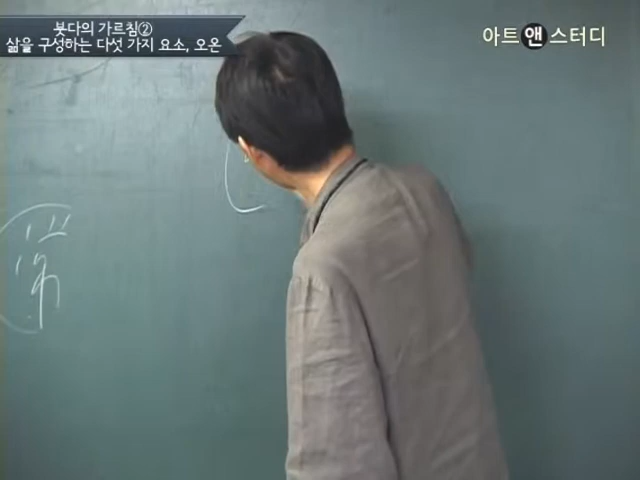 붓다의 가르침②
삶을 구성하는 다섯 가지 요소, 오온
아트앤스터디